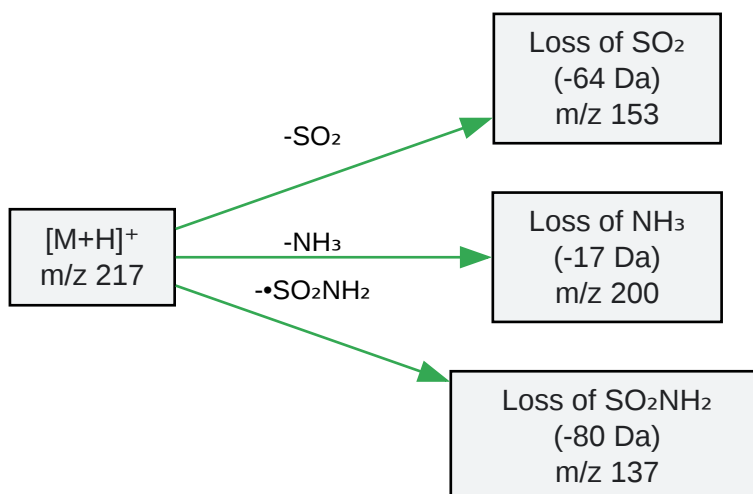 Loss of SO₂
(-64 Da)
m/z 153
-SO₂
[M+H]⁺
m/z 217
-NH₃
Loss of NH₃
(-17 Da)
m/z 200
-•SO₂NH₂
Loss of SO₂NH₂
(-80 Da)
m/z 137